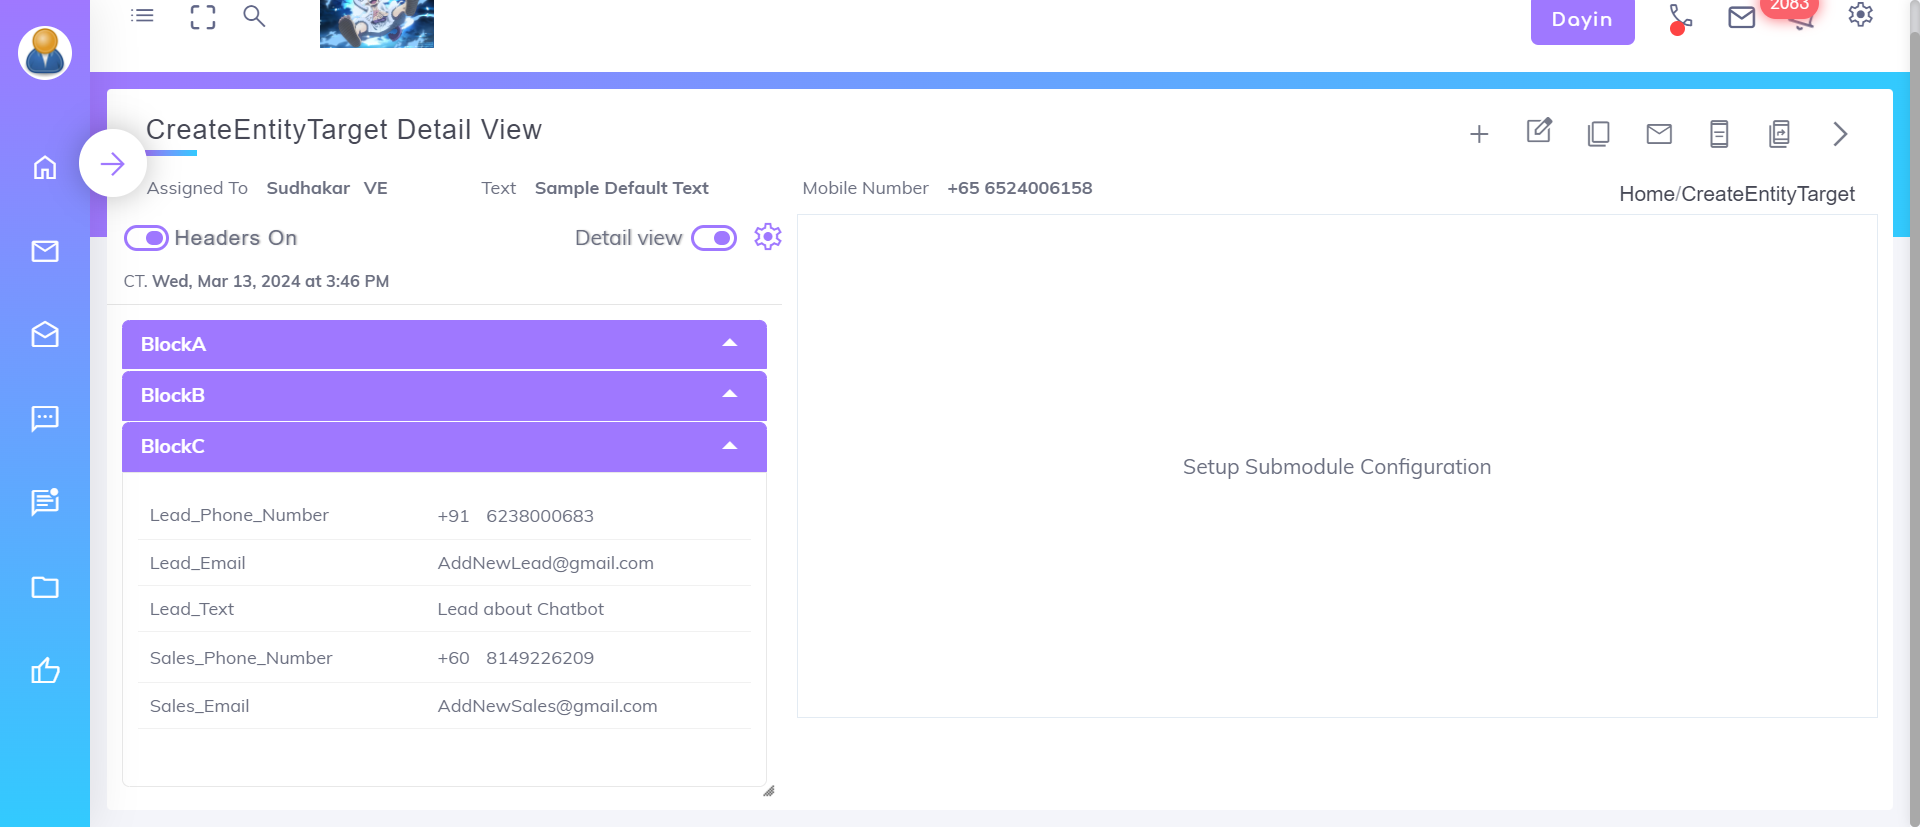 Dayin
2083
CreateEntityTarget Detail View
Assigned To Sudhakar VE Text Sample Default Text Mobile Number +65 6524006158
Home/CreateEntityTarget
Headers On Detail view
CT. Wed, Mar 13, 2024 at 3:46 PM
BlockA
BlockB
BlockC
Lead_Phone_Number +91 6238000683
Lead_Email AddNewLead@gmail.com
Lead_Text Lead about Chatbot
Sales_Phone_Number +60 8149226209
Sales_Email AddNewSales@gmail.com
Setup Submodule Configuration